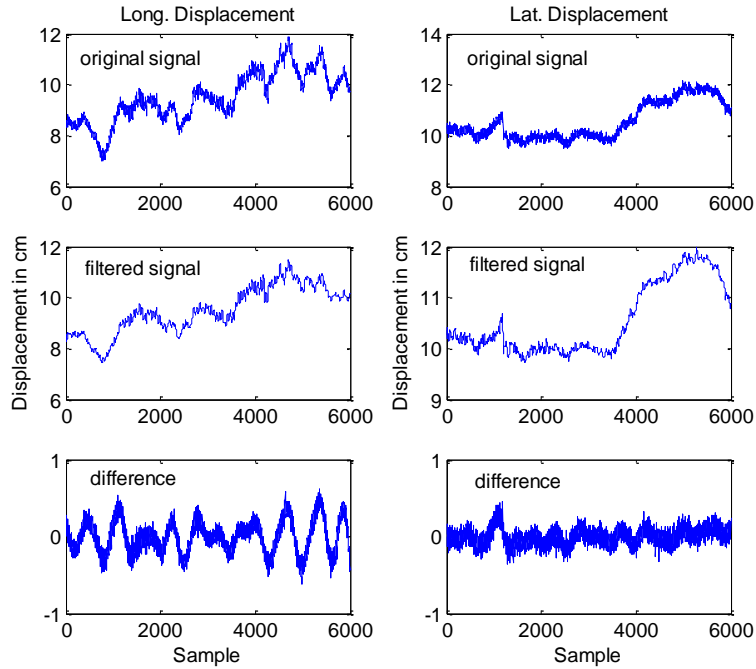 Long. Displacement
Lat. Displacement
12
10
8
6
original signal
0 2000 4000 6000
14
12
10
8
original signal
0 2000 4000 6000
Displacement in cm
12
10
8
6
filtered signal
0 2000 4000 6000
Displacement in cm
12
11
10
9
filtered signal
0 2000 4000 6000
1
0
-1
difference
0 2000 4000 6000
Sample
1
0
-1
difference
0 2000 4000 6000
Sample